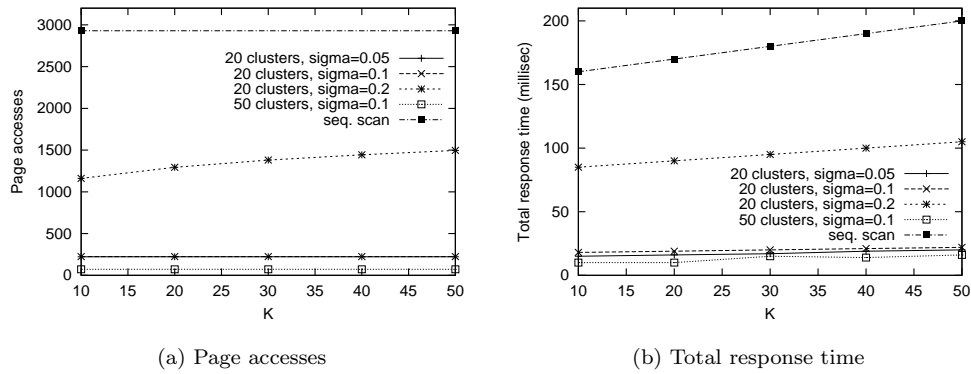 3000
2500
2000
1500
1000
500
0
Page accesses
20 clusters, sigma=0.05
20 clusters, sigma=0.1
20 clusters, sigma=0.2
50 clusters, sigma=0.1
seq. scan
10 15 20 25 30 35 40 45 50
K
(a) Page accesses
200
150
100
50
0
Total response time (millisec)
20 clusters, sigma=0.05
20 clusters, sigma=0.1
20 clusters, sigma=0.2
50 clusters, sigma=0.1
seq. scan
10 15 20 25 30 35 40 45 50
K
(b) Total response time